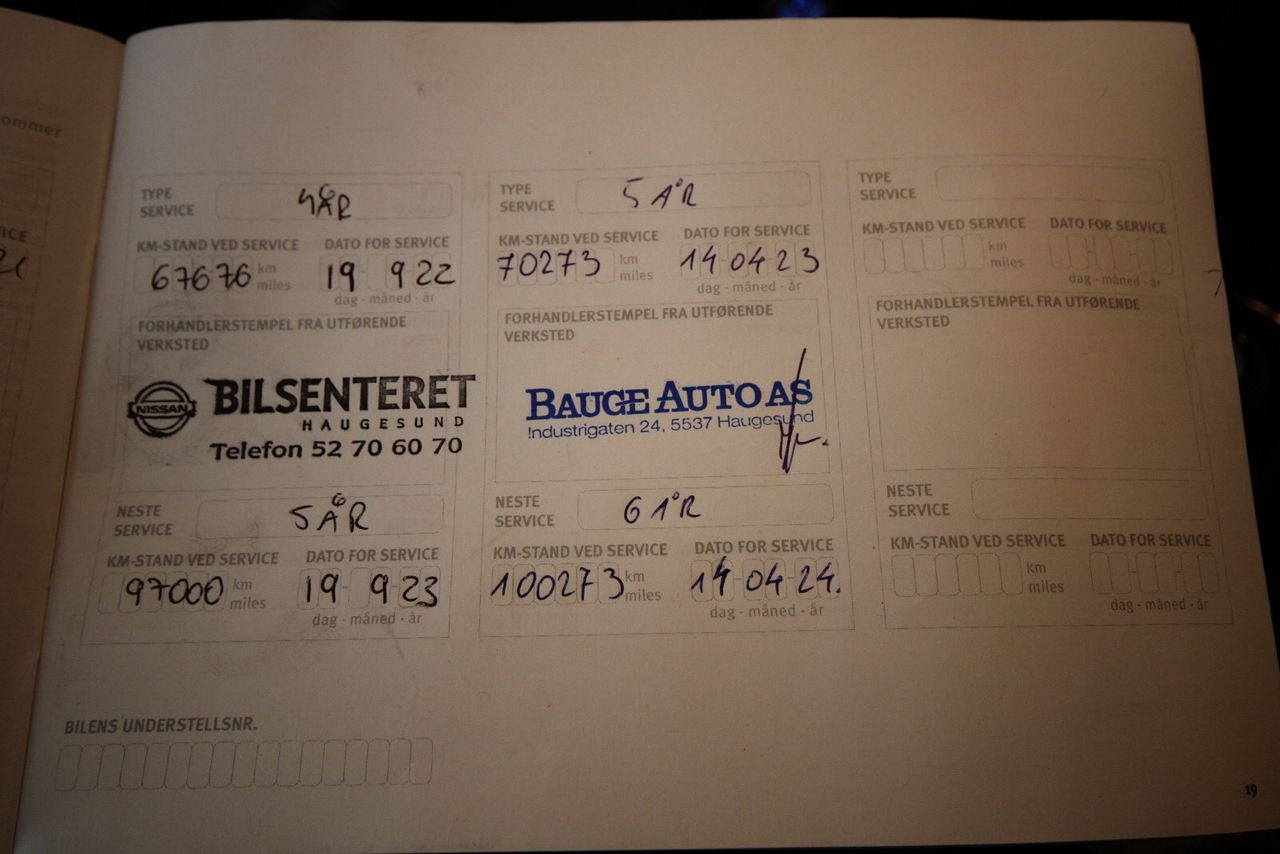 ommer
ICE
TYPE SERVICE 4 ÅR
KM-STAND VED SERVICE DATO FOR SERVICE
67676 km miles 19 9 22
dag - måned - år
FORHANDLERSTEMPEL FRA UTFØRENDE
VERKSTED
NISSAN BILSENTERET
HAUGESUND
Telefon 52 70 60 70
NESTE SERVICE 5 ÅR
KM-STAND VED SERVICE DATO FOR SERVICE
97000 km miles 19 9 23
dag - måned - år
TYPE SERVICE 5 ÅR
KM-STAND VED SERVICE DATO FOR SERVICE
70273 km miles 14 04 23
dag - måned - år
FORHANDLERSTEMPEL FRA UTFØRENDE
VERKSTED
BAUGE AUTO AS
Industrigaten 24, 5537 Haugesund
NESTE SERVICE 6 ÅR
KM-STAND VED SERVICE DATO FOR SERVICE
100273 km miles 14 04 24.
dag - måned - år
TYPE SERVICE
KM-STAND VED SERVICE DATO FOR SERVICE
km miles
dag - måned - år
FORHANDLERSTEMPEL FRA UTFØRENDE
VERKSTED
NESTE SERVICE
KM-STAND VED SERVICE DATO FOR SERVICE
km miles
dag - måned - år
BILENS UNDERSTELLSNR.
19